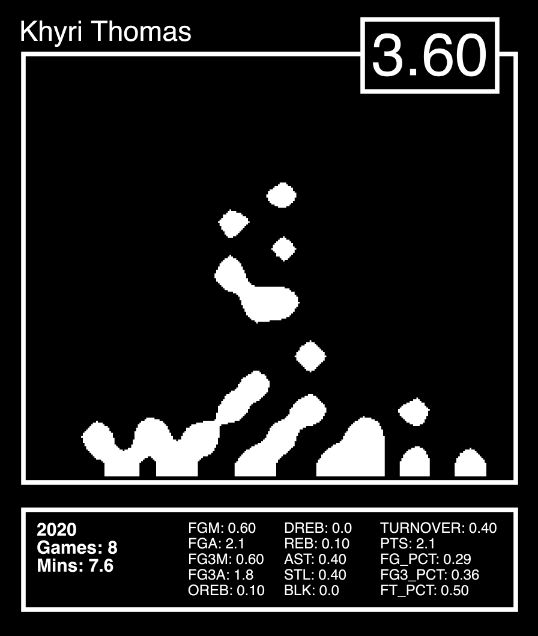 Khyri Thomas
3.60
2020
Games: 8
Mins: 7.6
FGM: 0.60
FGA: 2.1
FG3M: 0.60
FG3A: 1.8
OREB: 0.10
DREB: 0.0
REB: 0.10
AST: 0.40
STL: 0.40
BLK: 0.0
TURNOVER: 0.40
PTS: 2.1
FG_PCT: 0.29
FG3_PCT: 0.36
FT_PCT: 0.50